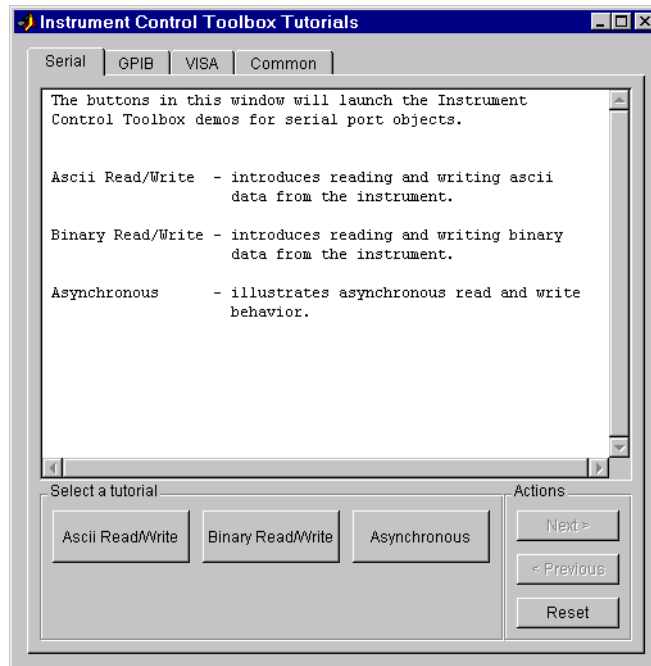 Instrument Control Toolbox Tutorials
Serial GPIB VISA Common
The buttons in this window will launch the Instrument
Control Toolbox demos for serial port objects.
Ascii Read/Write - introduces reading and writing ascii
data from the instrument.
Binary Read/Write - introduces reading and writing binary
data from the instrument.
Asynchronous - illustrates asynchronous read and write
behavior.
Select a tutorial Actions
Ascii Read/Write Binary Read/Write Asynchronous Next >
< Previous
Reset